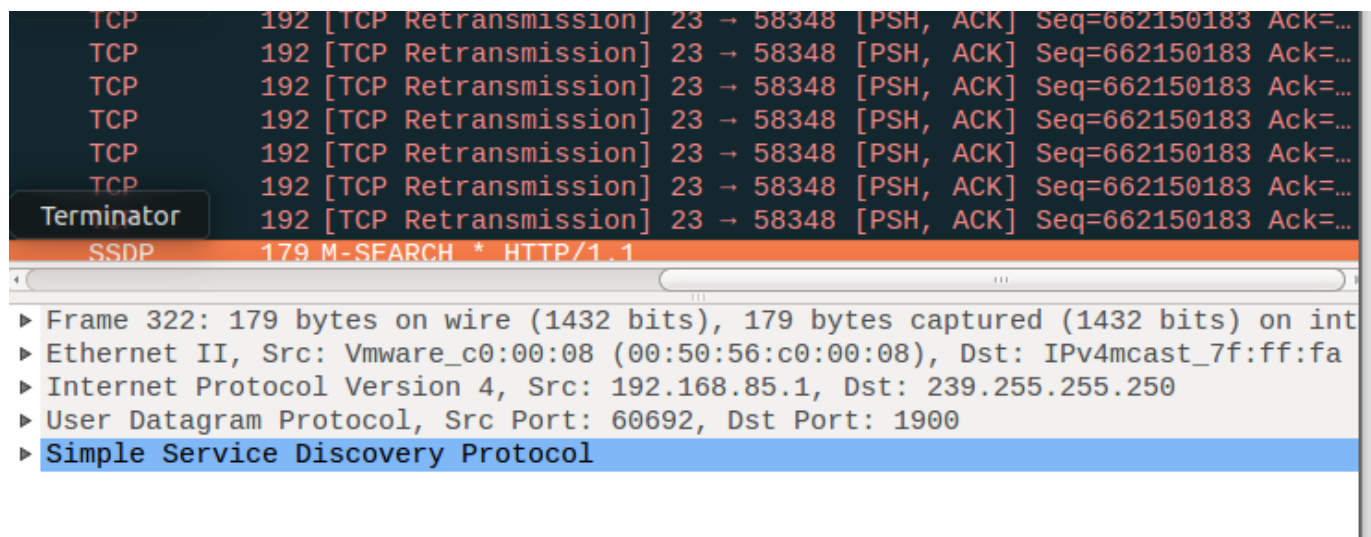 TCP 192 [TCP Retransmission] 23 → 58348 [PSH, ACK] Seq=662150183 Ack=…
TCP 192 [TCP Retransmission] 23 → 58348 [PSH, ACK] Seq=662150183 Ack=…
TCP 192 [TCP Retransmission] 23 → 58348 [PSH, ACK] Seq=662150183 Ack=…
TCP 192 [TCP Retransmission] 23 → 58348 [PSH, ACK] Seq=662150183 Ack=…
TCP 192 [TCP Retransmission] 23 → 58348 [PSH, ACK] Seq=662150183 Ack=…
TCP 192 [TCP Retransmission] 23 → 58348 [PSH, ACK] Seq=662150183 Ack=…
Terminator
192 [TCP Retransmission] 23 → 58348 [PSH, ACK] Seq=662150183 Ack=…
SSDP 179 M-SEARCH * HTTP/1.1
Frame 322: 179 bytes on wire (1432 bits), 179 bytes captured (1432 bits) on int
Ethernet II, Src: Vmware_c0:00:08 (00:50:56:c0:00:08), Dst: IPv4mcast_7f:ff:fa
Internet Protocol Version 4, Src: 192.168.85.1, Dst: 239.255.255.250
User Datagram Protocol, Src Port: 60692, Dst Port: 1900
Simple Service Discovery Protocol